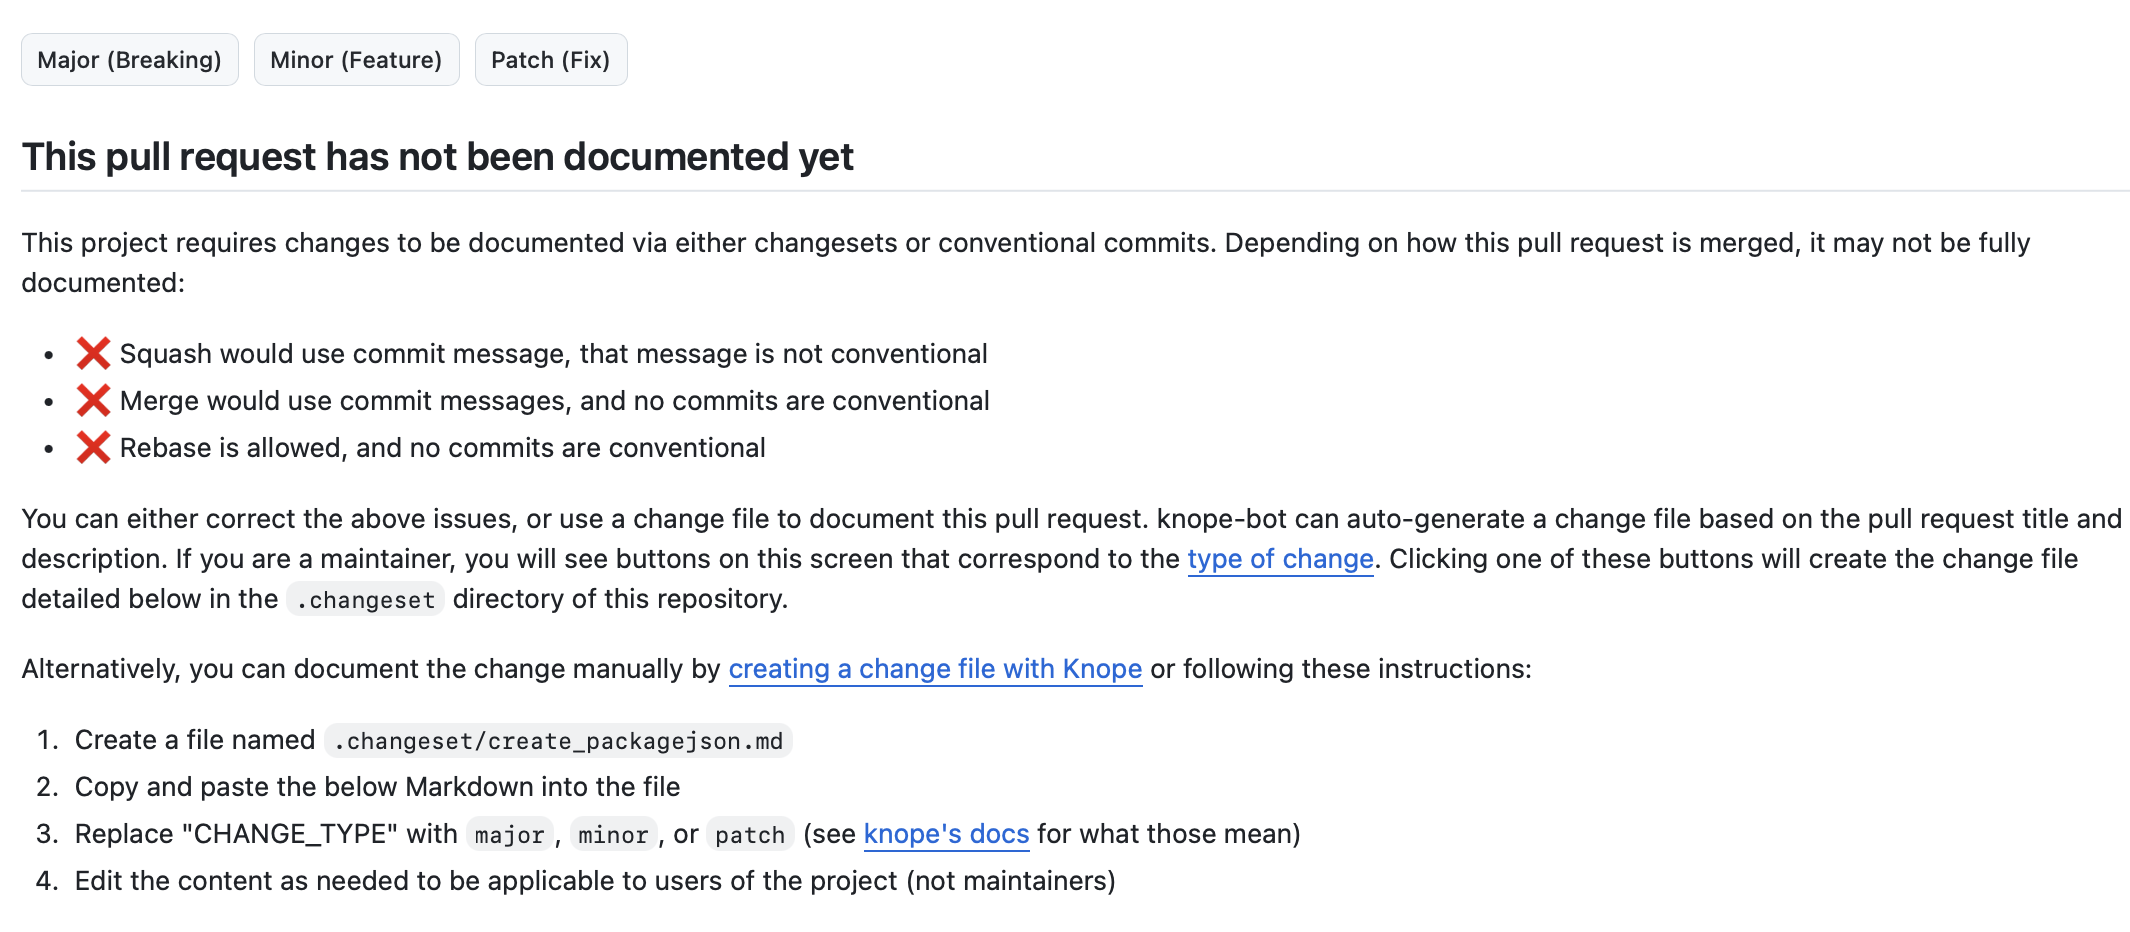 Major (Breaking) Minor (Feature) Patch (Fix)
This pull request has not been documented yet
This project requires changes to be documented via either changesets or conventional commits. Depending on how this pull request is merged, it may not be fully
documented:
• ❌ Squash would use commit message, that message is not conventional
• ❌ Merge would use commit messages, and no commits are conventional
• ❌ Rebase is allowed, and no commits are conventional
You can either correct the above issues, or use a change file to document this pull request. knope-bot can auto-generate a change file based on the pull request title and
description. If you are a maintainer, you will see buttons on this screen that correspond to the type of change. Clicking one of these buttons will create the change file
detailed below in the .changeset directory of this repository.
Alternatively, you can document the change manually by creating a change file with Knope or following these instructions:
1. Create a file named .changeset/create_packagejson.md
2. Copy and paste the below Markdown into the file
3. Replace "CHANGE_TYPE" with major, minor, or patch (see knope's docs for what those mean)
4. Edit the content as needed to be applicable to users of the project (not maintainers)